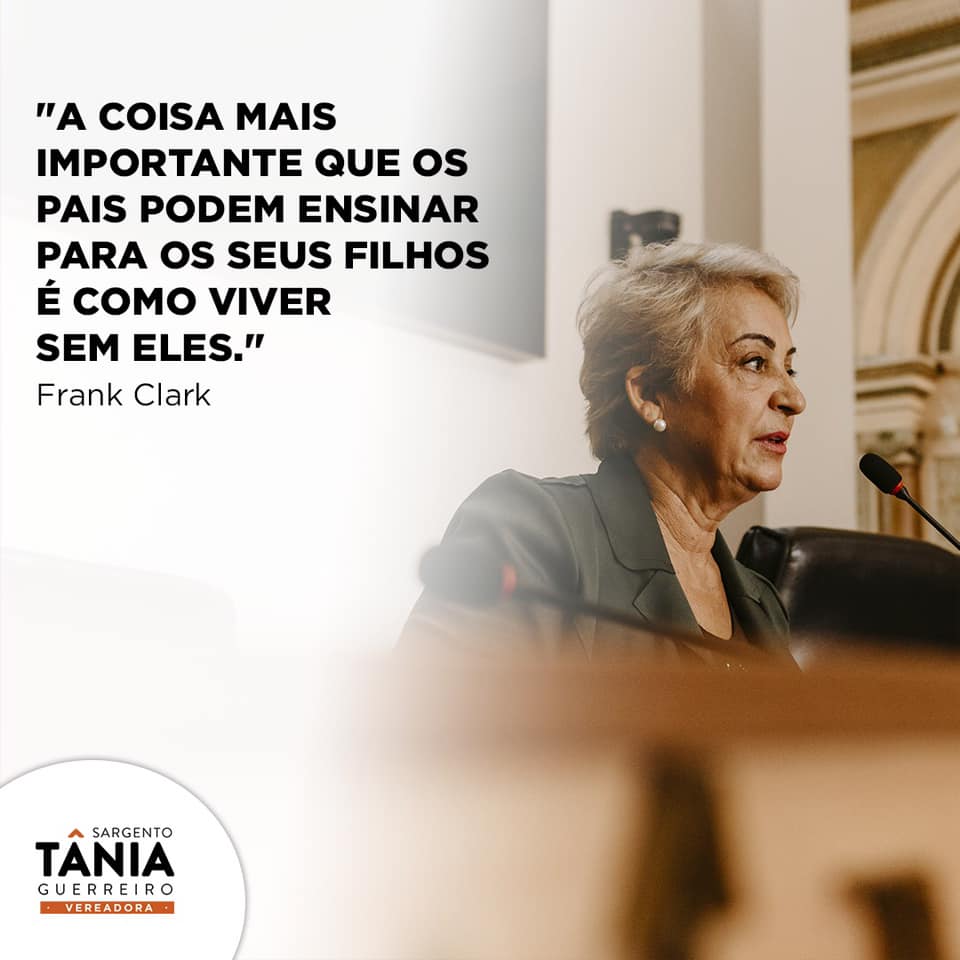 "A COISA MAIS
IMPORTANTE QUE OS
PAIS PODEM ENSINAR
PARA OS SEUS FILHOS
É COMO VIVER
SEM ELES."
Frank Clark
SARGENTO
TÂNIA
GUERREIRO
· VEREADORA ·